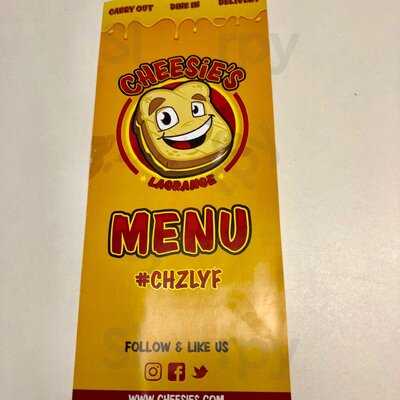 CARRY OUT DINE IN DELIVERY
CHEESIE'S
LAGRANGE
MENU
#CHZLYF
FOLLOW & LIKE US
WWW.CHEESIES.COM